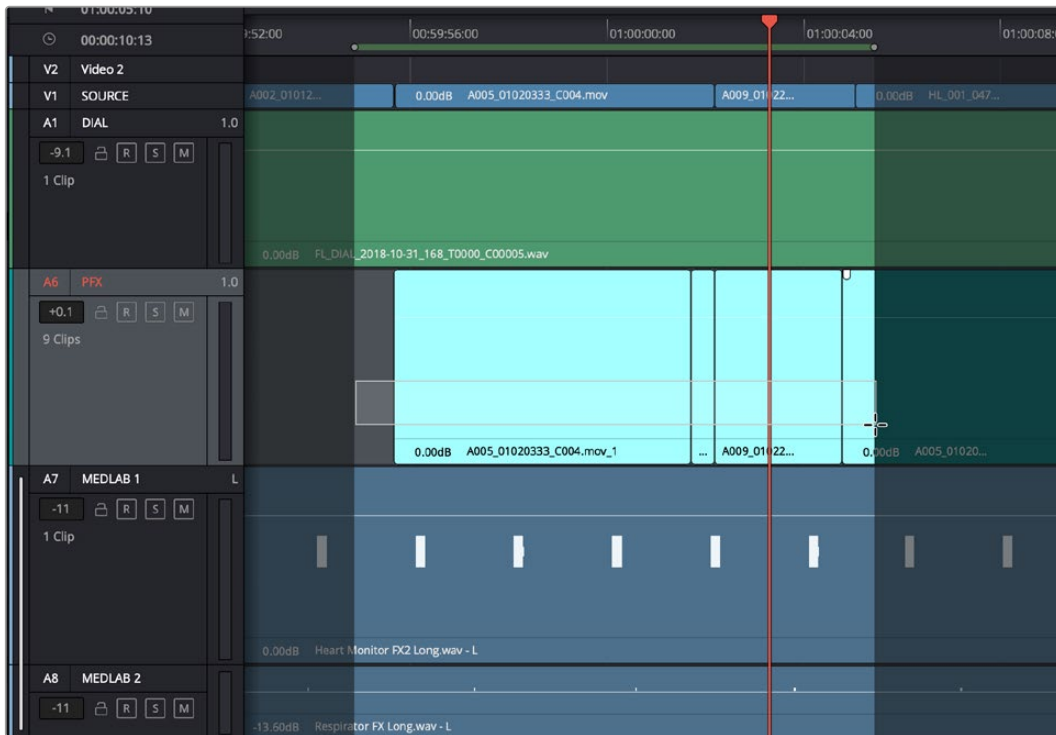 01:00:05:10
00:00:10:13
9:52:00 00:59:56:00 01:00:00:00 01:00:04:00 01:00:08:
V2 Video 2
V1 SOURCE
A002_01012... 0.00dB A005_01020333_C004.mov A009_01022... 0.00dB HL_001_047...
A1 DIAL 1.0
-9.1 R S M
1 Clip
0.00dB FL_DIAL_2018-10-31_168_T0000_C00005.wav
A6 PFX 1.0
+0.1 R S M
9 Clips
0.00dB A005_01020333_C004.mov_1 ... A009_01022... 0.00dB A005_01020...
A7 MEDLAB 1 L
-11 R S M
1 Clip
0.00dB Heart Monitor FX2 Long.wav - L
A8 MEDLAB 2
-11 R S M
-13.60dB Respirator FX Long.wav - L